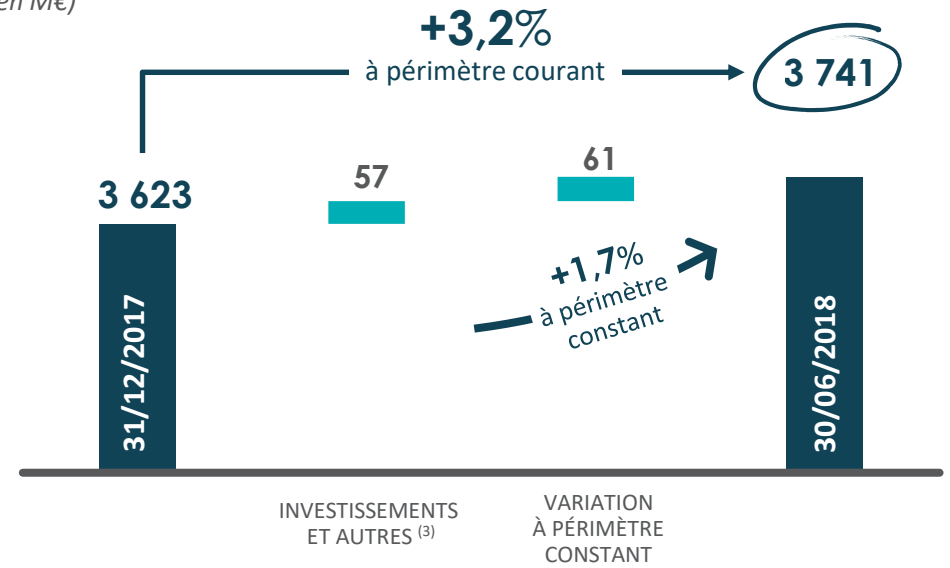 en M€)
+3,2%
à périmètre courant
3 741
3 623
57
61
+1,7%
à périmètre
constant
31/12/2017
30/06/2018
INVESTISSEMENTS
ET AUTRES (3)
VARIATION
À PÉRIMÈTRE
CONSTANT